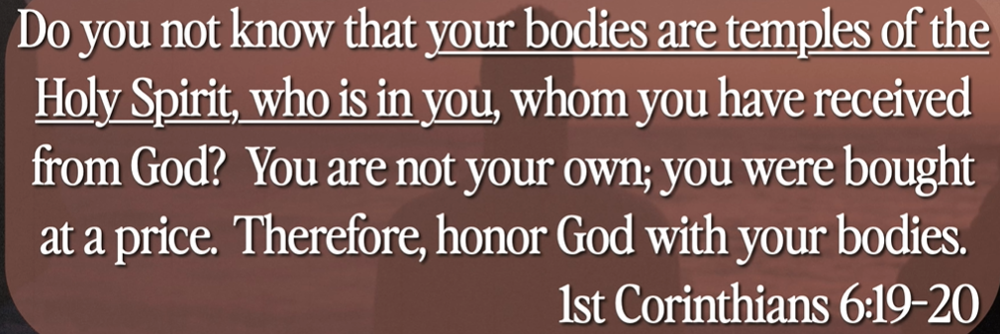 Do you not know that your bodies are temples of the
Holy Spirit, who is in you, whom you have received
from God?  You are not your own; you were bought
at a price.  Therefore, honor God with your bodies.
1st Corinthians 6:19-20